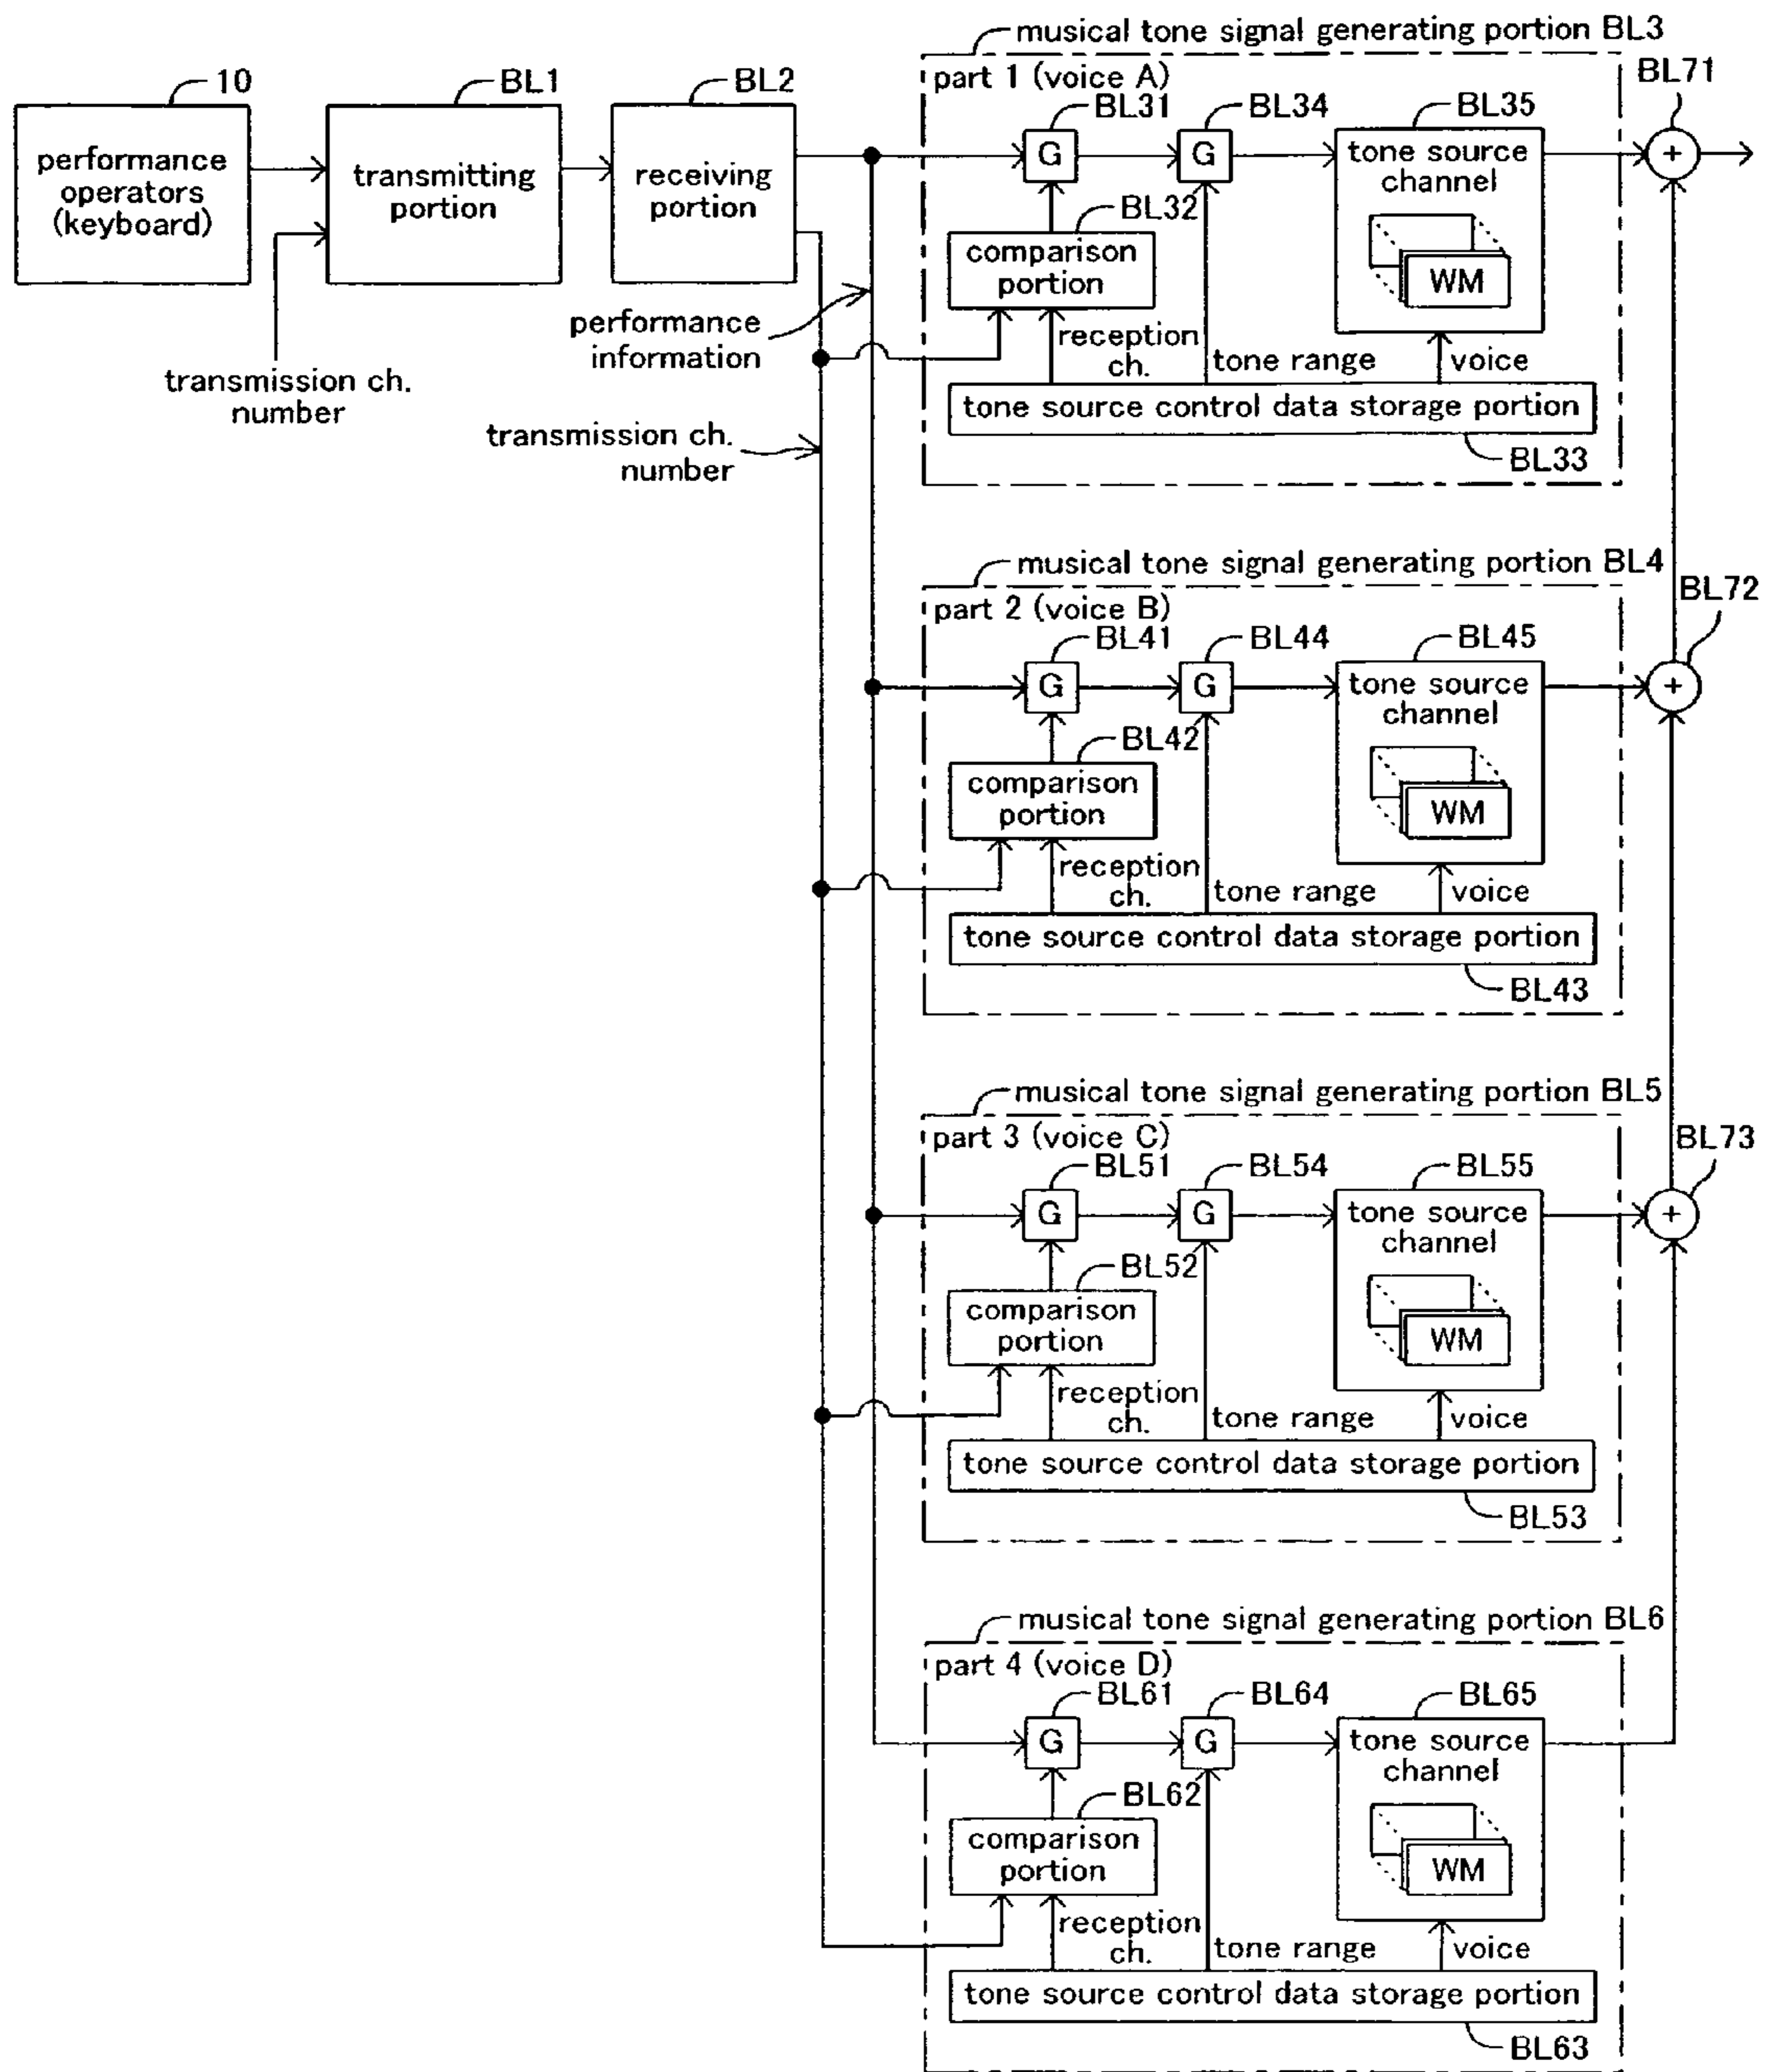 10
BL1
BL2
performance
operators
(keyboard)
transmitting
portion
receiving
portion
transmission ch.
number
performance
information
transmission ch.
number
musical tone signal generating portion BL3
part 1 (voice A)
BL31
BL34
BL35
BL71
G
G
tone source
channel
+
BL32
comparison
portion
WM
reception
ch.
tone range
voice
tone source control data storage portion
BL33
musical tone signal generating portion BL4
part 2 (voice B)
BL41
BL44
BL45
BL72
G
G
tone source
channel
+
BL42
comparison
portion
WM
reception
ch.
tone range
voice
tone source control data storage portion
BL43
musical tone signal generating portion BL5
part 3 (voice C)
BL51
BL54
BL55
BL73
G
G
tone source
channel
+
BL52
comparison
portion
WM
reception
ch.
tone range
voice
tone source control data storage portion
BL53
musical tone signal generating portion BL6
part 4 (voice D)
BL61
BL64
BL65
G
G
tone source
channel
BL62
comparison
portion
WM
reception
ch.
tone range
voice
tone source control data storage portion
BL63